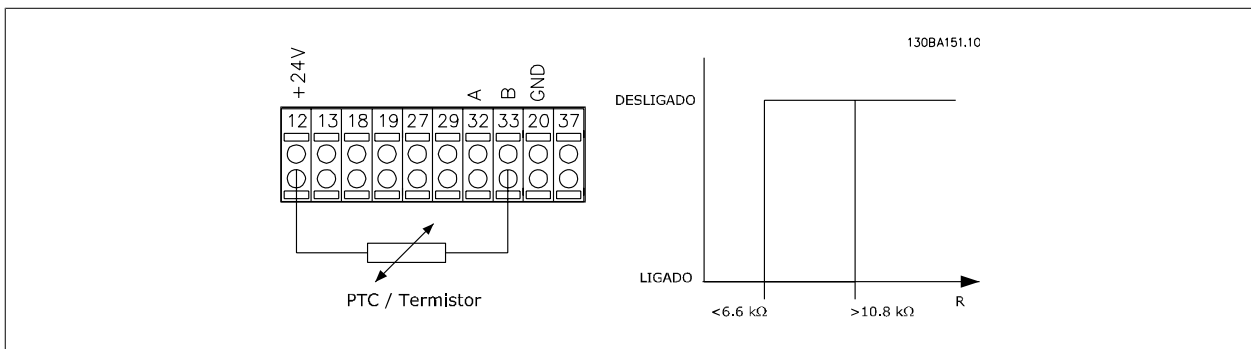 130BA151.10
+24V
A
B
GND
12 13 18 19 27 29 32 33 20 37
PTC / Termistor
DESLIGADO
LIGADO
<6.6 kΩ
>10.8 kΩ
R